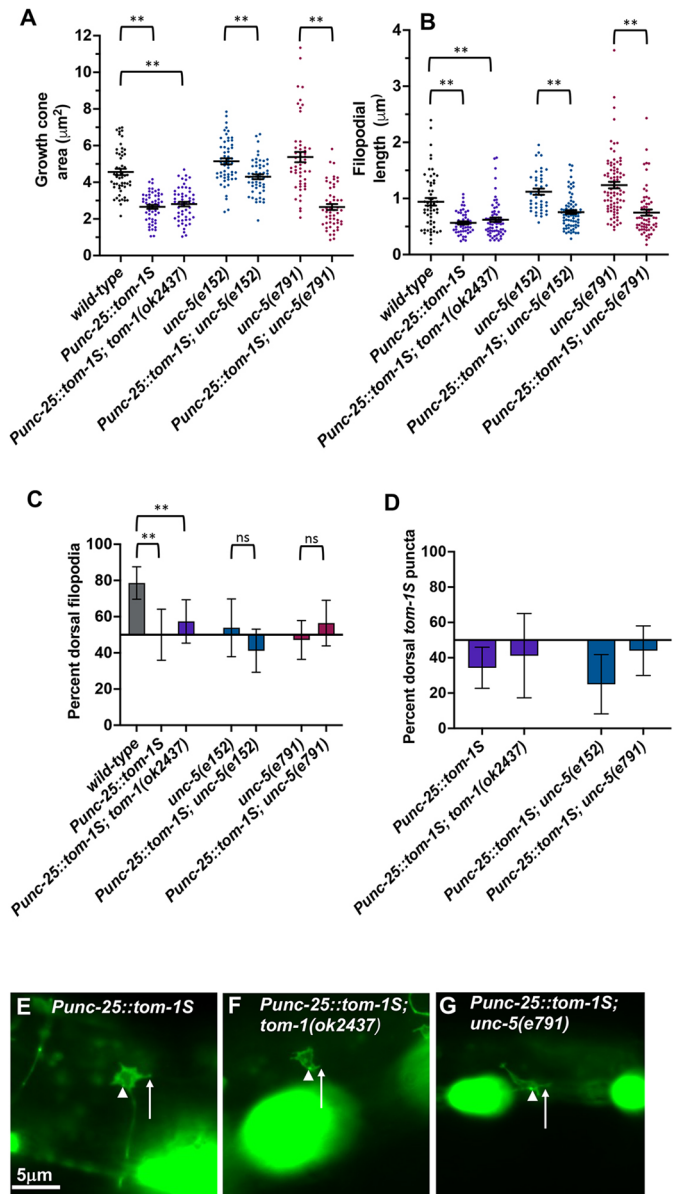 A
** ** **
**
Growth cone
area (μm²)
12
10
8
6
4
2
0
wild-type
Punc-25::tom-1S
Punc-25::tom-1S; tom-1(ok2437)
unc-5(e152)
Punc-25::tom-1S; unc-5(e152)
unc-5(e791)
Punc-25::tom-1S; unc-5(e791)
B
**
**
** **
Filopodial
length (μm)
4
3
2
1
0
wild-type
Punc-25::tom-1S
Punc-25::tom-1S; tom-1(ok2437)
unc-5(e152)
Punc-25::tom-1S; unc-5(e152)
unc-5(e791)
Punc-25::tom-1S; unc-5(e791)
C
**
** ns ns
Percent dorsal filopodia
100
80
60
40
20
0
wild-type
Punc-25::tom-1S
Punc-25::tom-1S; tom-1(ok2437)
unc-5(e152)
Punc-25::tom-1S; unc-5(e152)
unc-5(e791)
Punc-25::tom-1S; unc-5(e791)
D
Percent dorsal tom-1S puncta
100
80
60
40
20
0
Punc-25::tom-1S
Punc-25::tom-1S; tom-1(ok2437)
Punc-25::tom-1S; unc-5(e152)
Punc-25::tom-1S; unc-5(e791)
E Punc-25::tom-1S
5μm
F Punc-25::tom-1S;
tom-1(ok2437)
G Punc-25::tom-1S;
unc-5(e791)